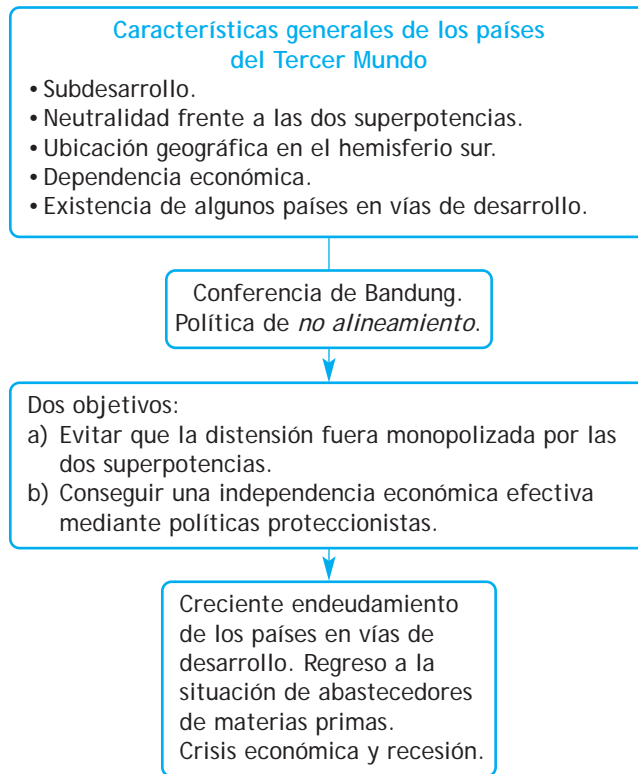 Características generales de los países
del Tercer Mundo
• Subdesarrollo.
• Neutralidad frente a las dos superpotencias.
• Ubicación geográfica en el hemisferio sur.
• Dependencia económica.
• Existencia de algunos países en vías de desarrollo.
Conferencia de Bandung.
Política de no alineamiento.
Dos objetivos:
a) Evitar que la distensión fuera monopolizada por las
dos superpotencias.
b) Conseguir una independencia económica efectiva
mediante políticas proteccionistas.
Creciente endeudamiento
de los países en vías de
desarrollo. Regreso a la
situación de abastecedores
de materias primas.
Crisis económica y recesión.